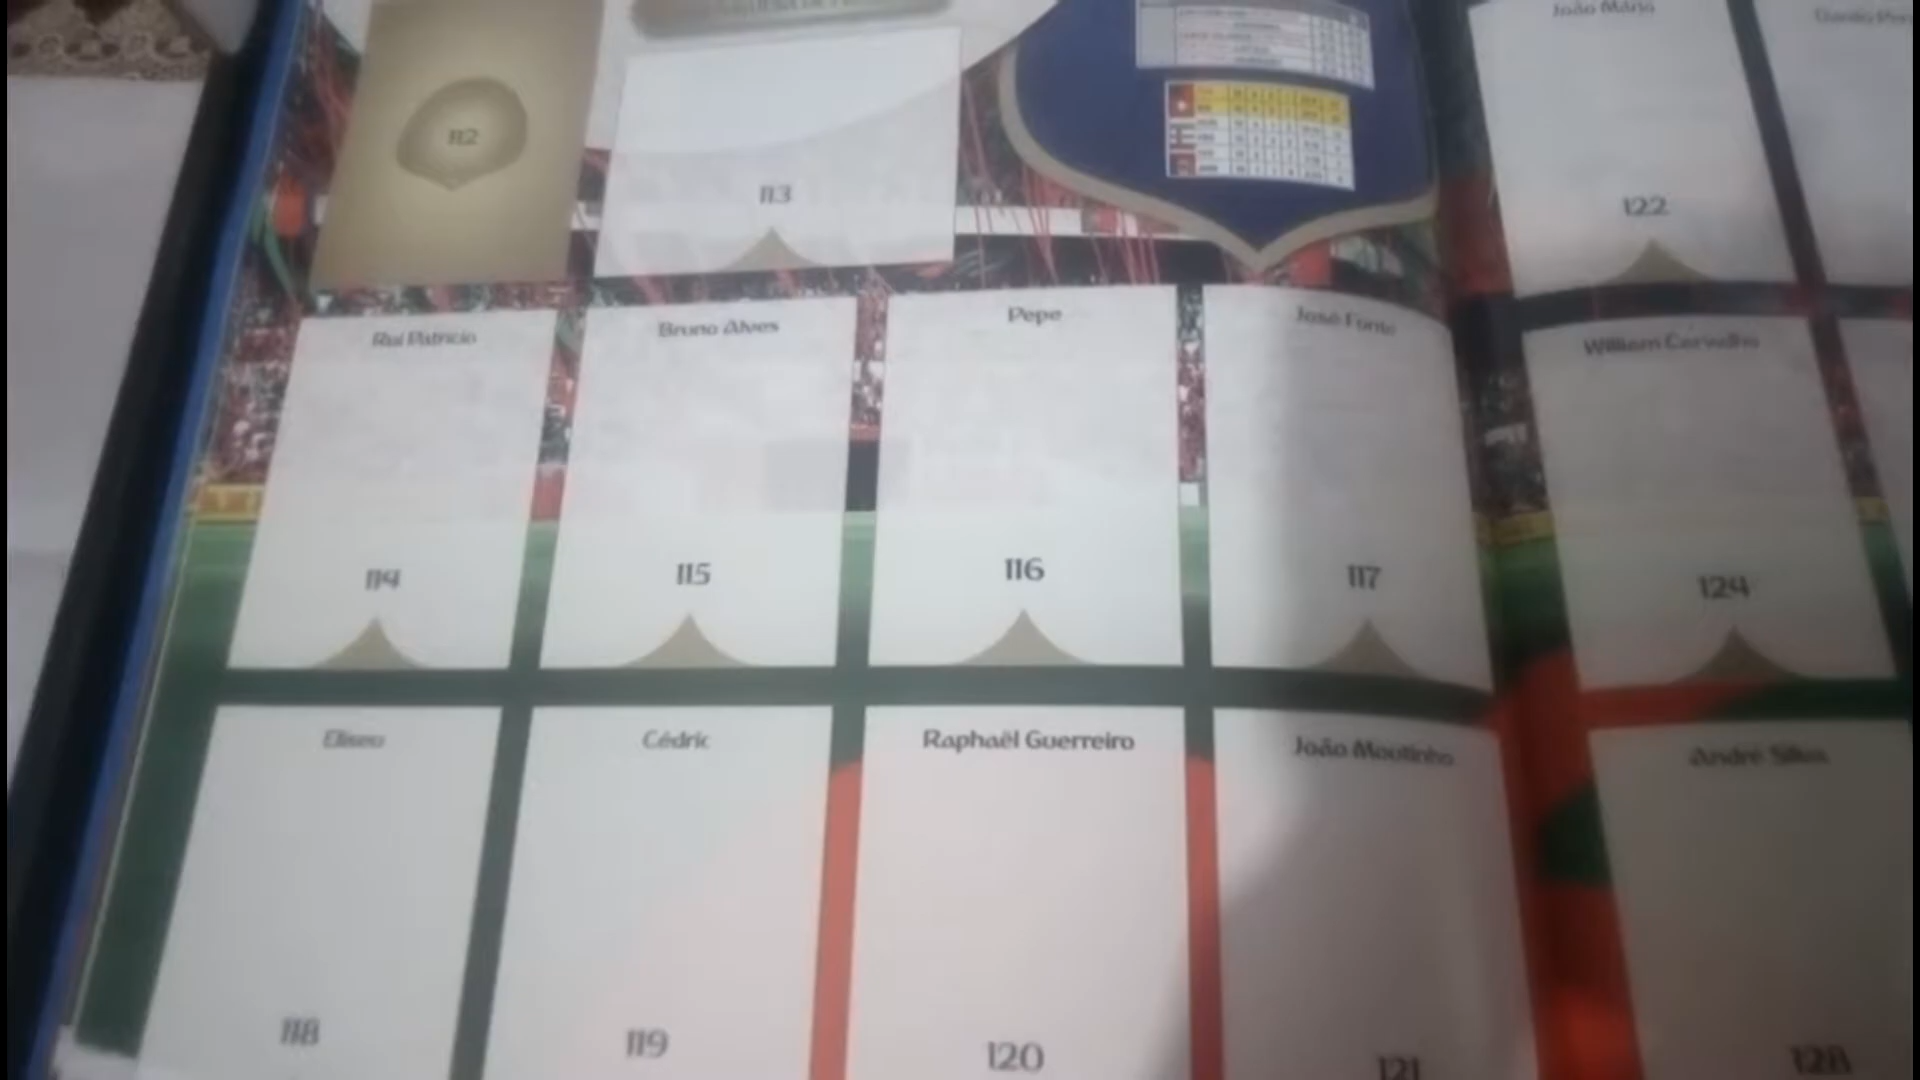 112
113
João Mário
122
Rui Patrício
114
Bruno Alves
115
Pepe
116
José Fonte
117
William Carvalho
124
Eliseu
118
Cédric
119
Raphaël Guerreiro
120
João Moutinho
121
André Silva
128